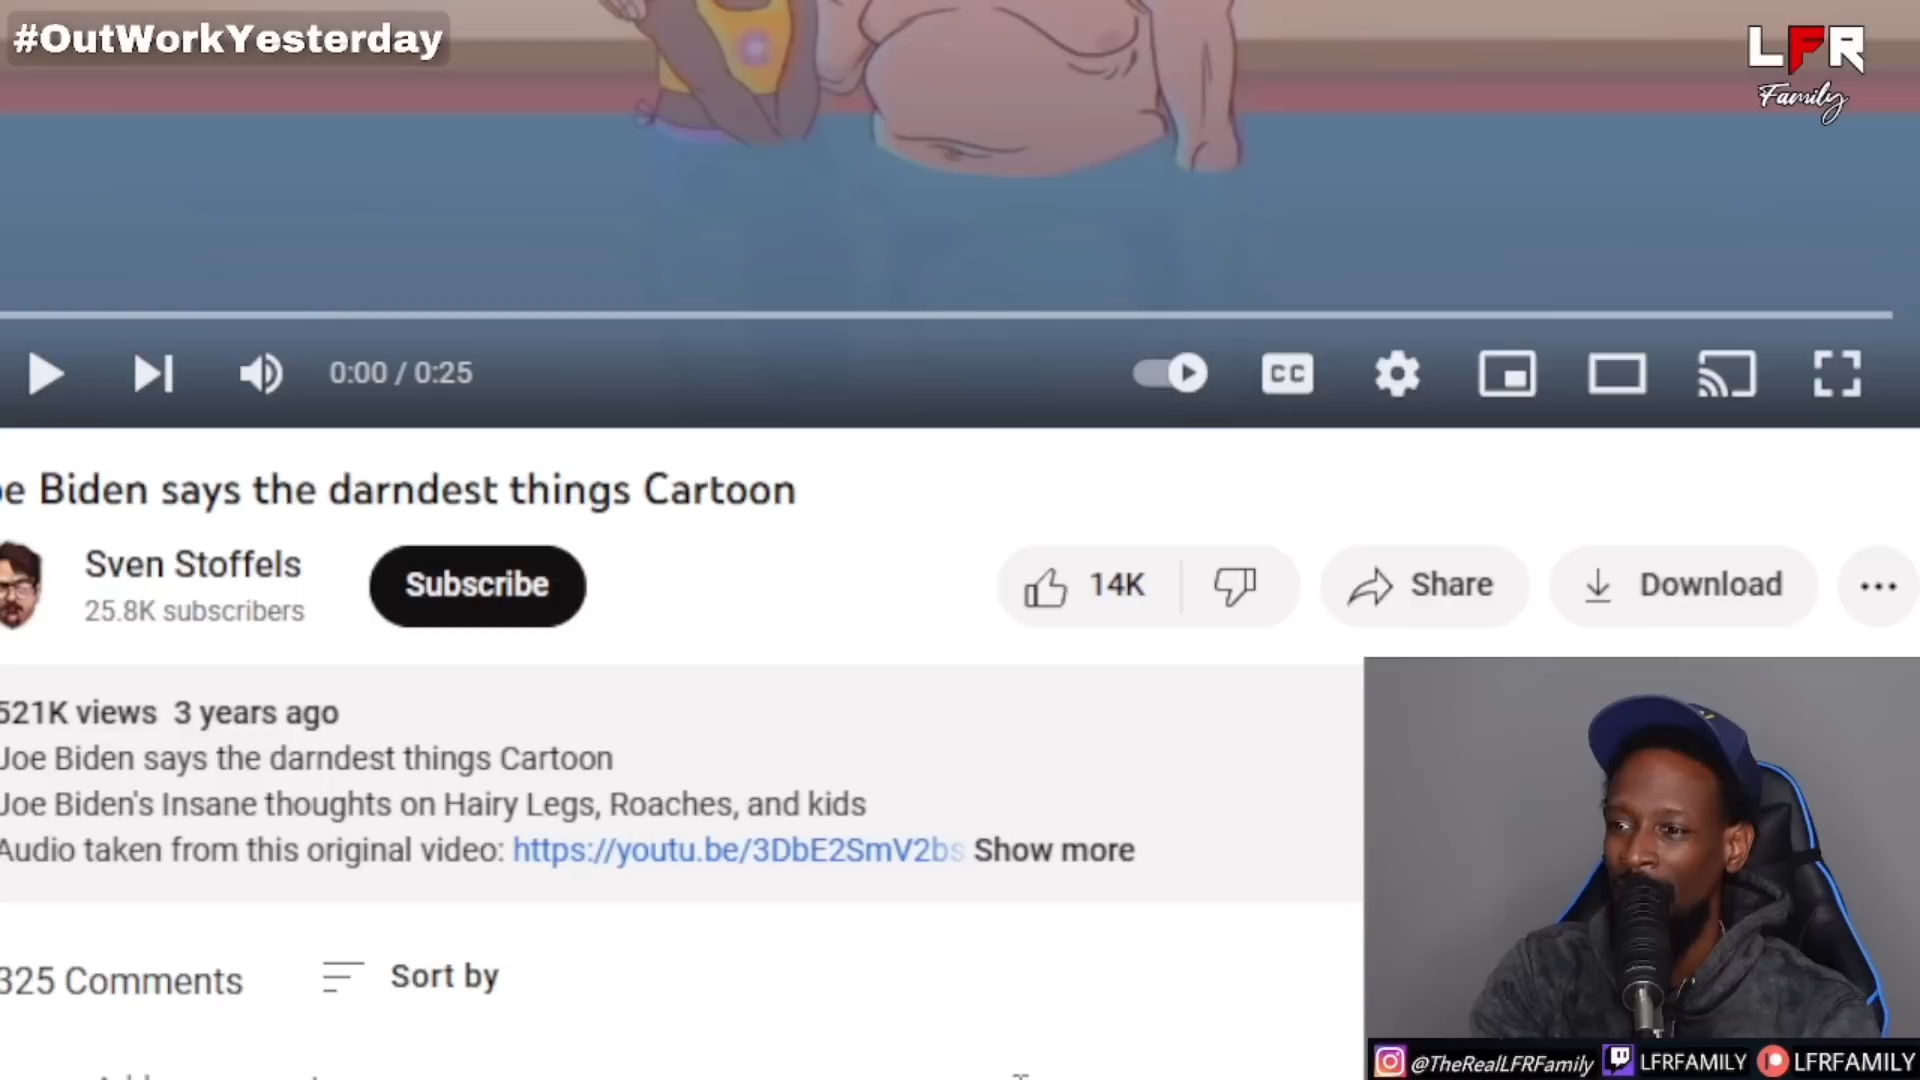 #OutWorkYesterday
LFR
Family
0:00 / 0:25
CC
oe Biden says the darndest things Cartoon
Sven Stoffels
25.8K subscribers
Subscribe
14K
Share
Download
521K views 3 years ago
Joe Biden says the darndest things Cartoon
Joe Biden's Insane thoughts on Hairy Legs, Roaches, and kids
Audio taken from this original video: https://youtu.be/3DbE2SmV2bs Show more
325 Comments
Sort by
@TheRealLFRFamily LFRFAMILY LFRFAMILY